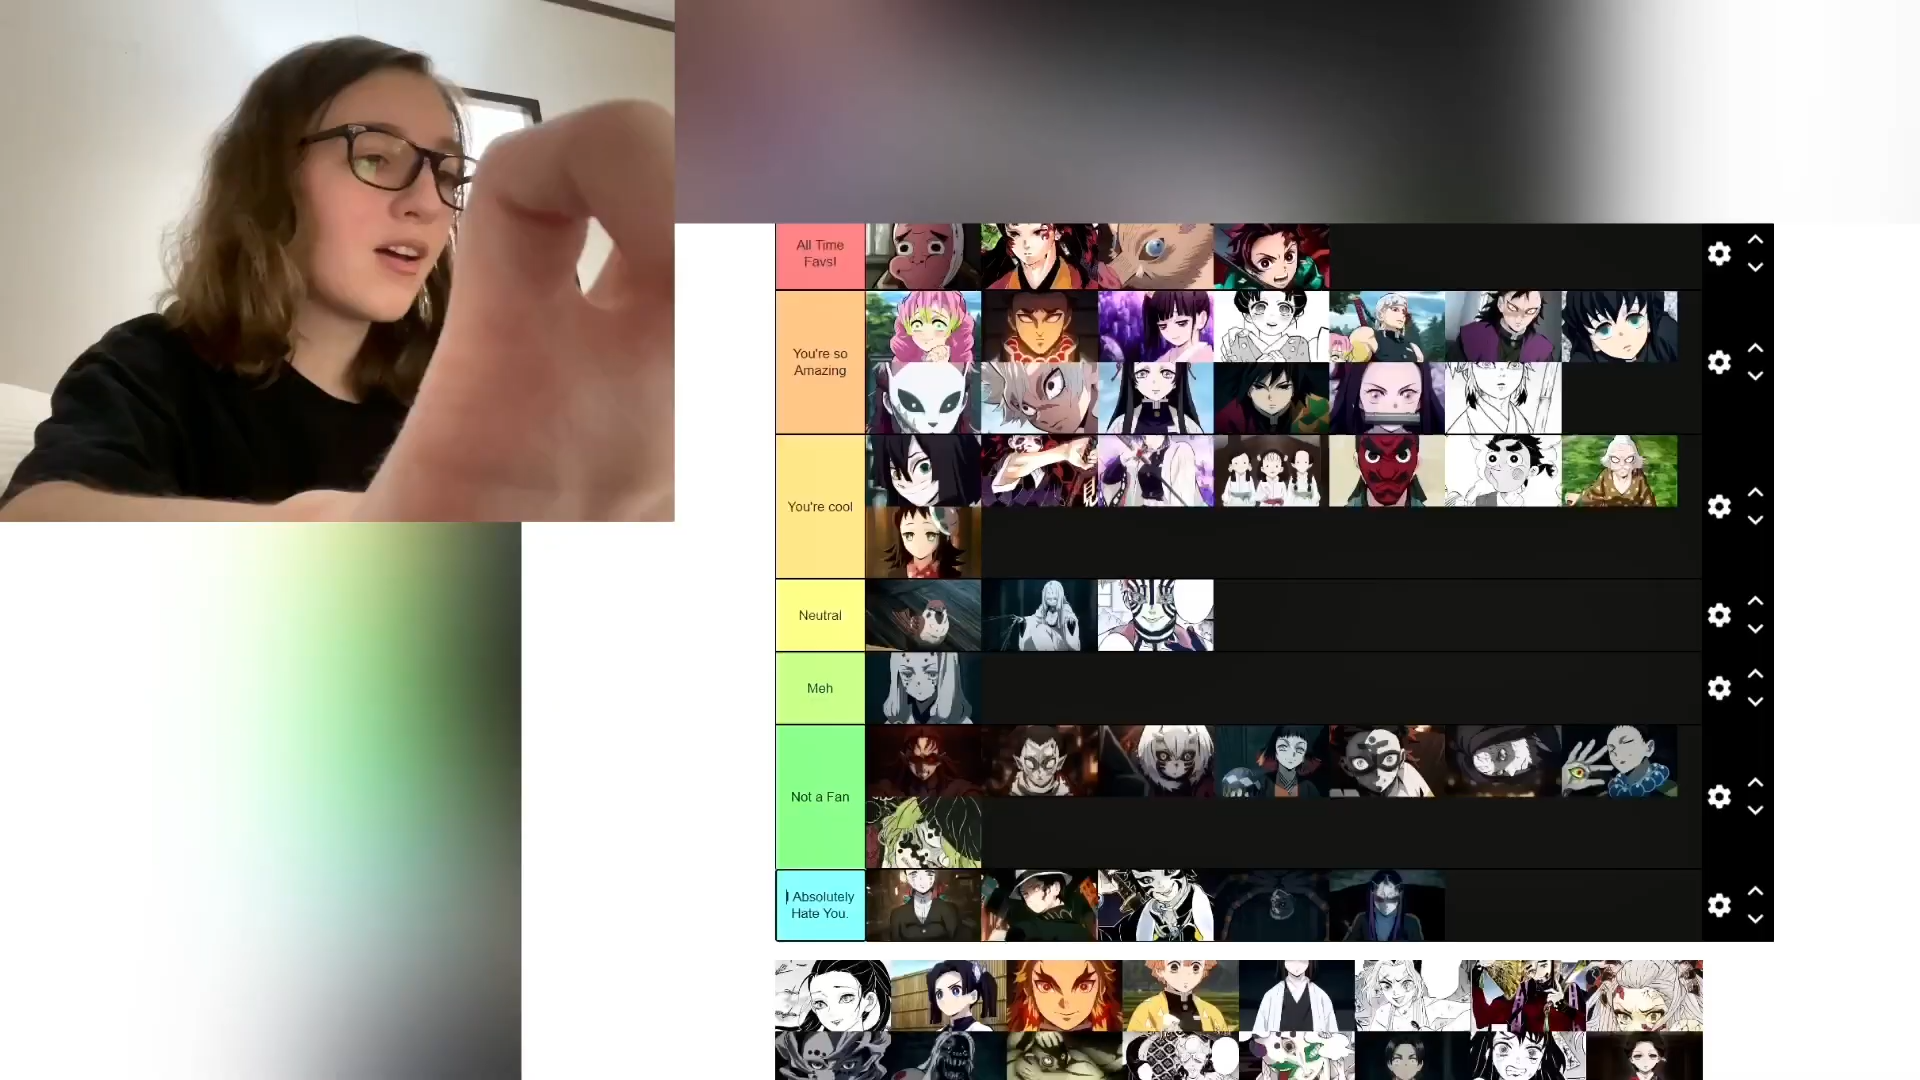 All Time
Favs!
You're so
Amazing
You're cool
Neutral
Meh
Not a Fan
I Absolutely
Hate You.